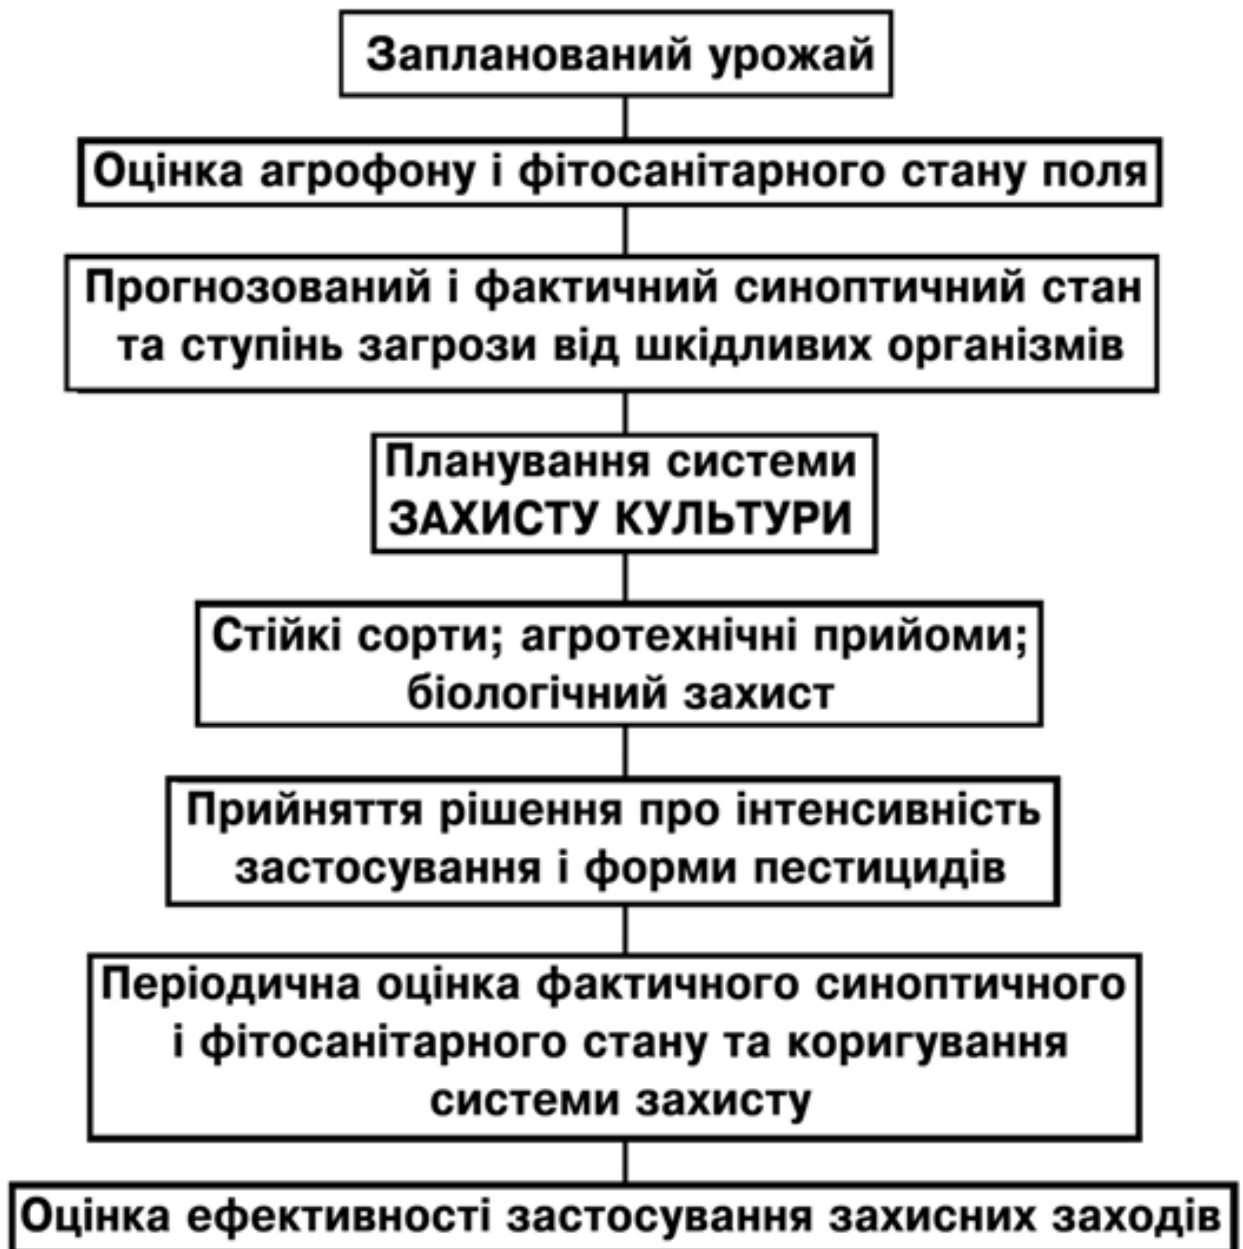 Запланований урожай
Оцінка агрофону і фітосанітарного стану поля
Прогнозований і фактичний синоптичний стан
та ступінь загрози від шкідливих організмів
Планування системи
ЗАХИСТУ КУЛЬТУРИ
Стійкі сорти; агротехнічні прийоми;
біологічний захист
Прийняття рішення про інтенсивність
застосування і форми пестицидів
Періодична оцінка фактичного синоптичного
і фітосанітарного стану та коригування
системи захисту
Оцінка ефективності застосування захисних заходів